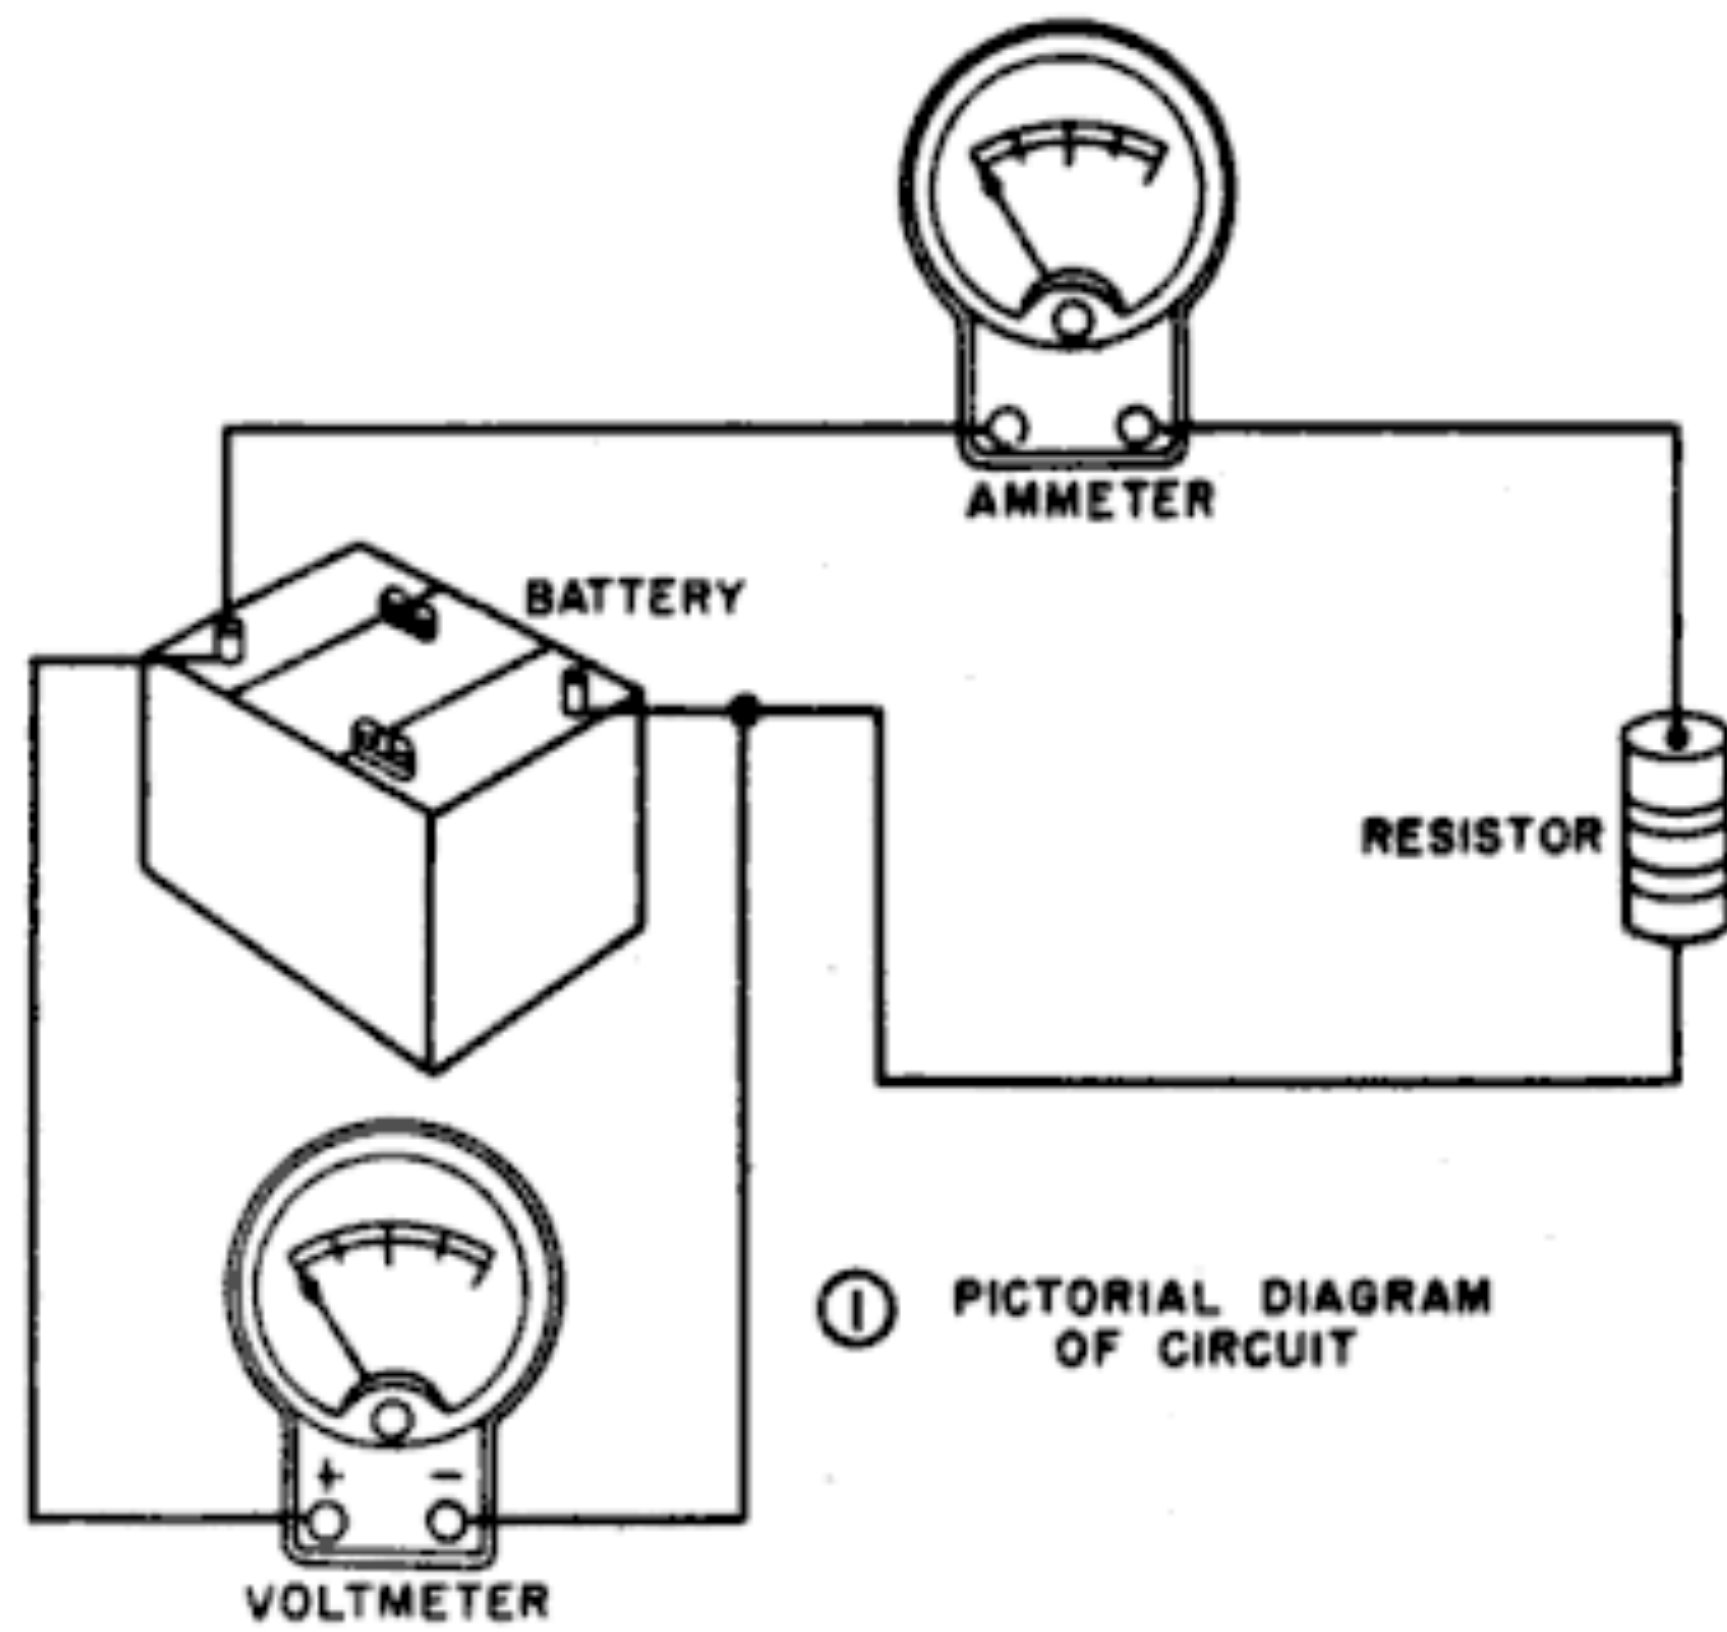 AMMETER
BATTERY
RESISTOR
1 PICTORIAL DIAGRAM
OF CIRCUIT
+ −
VOLTMETER